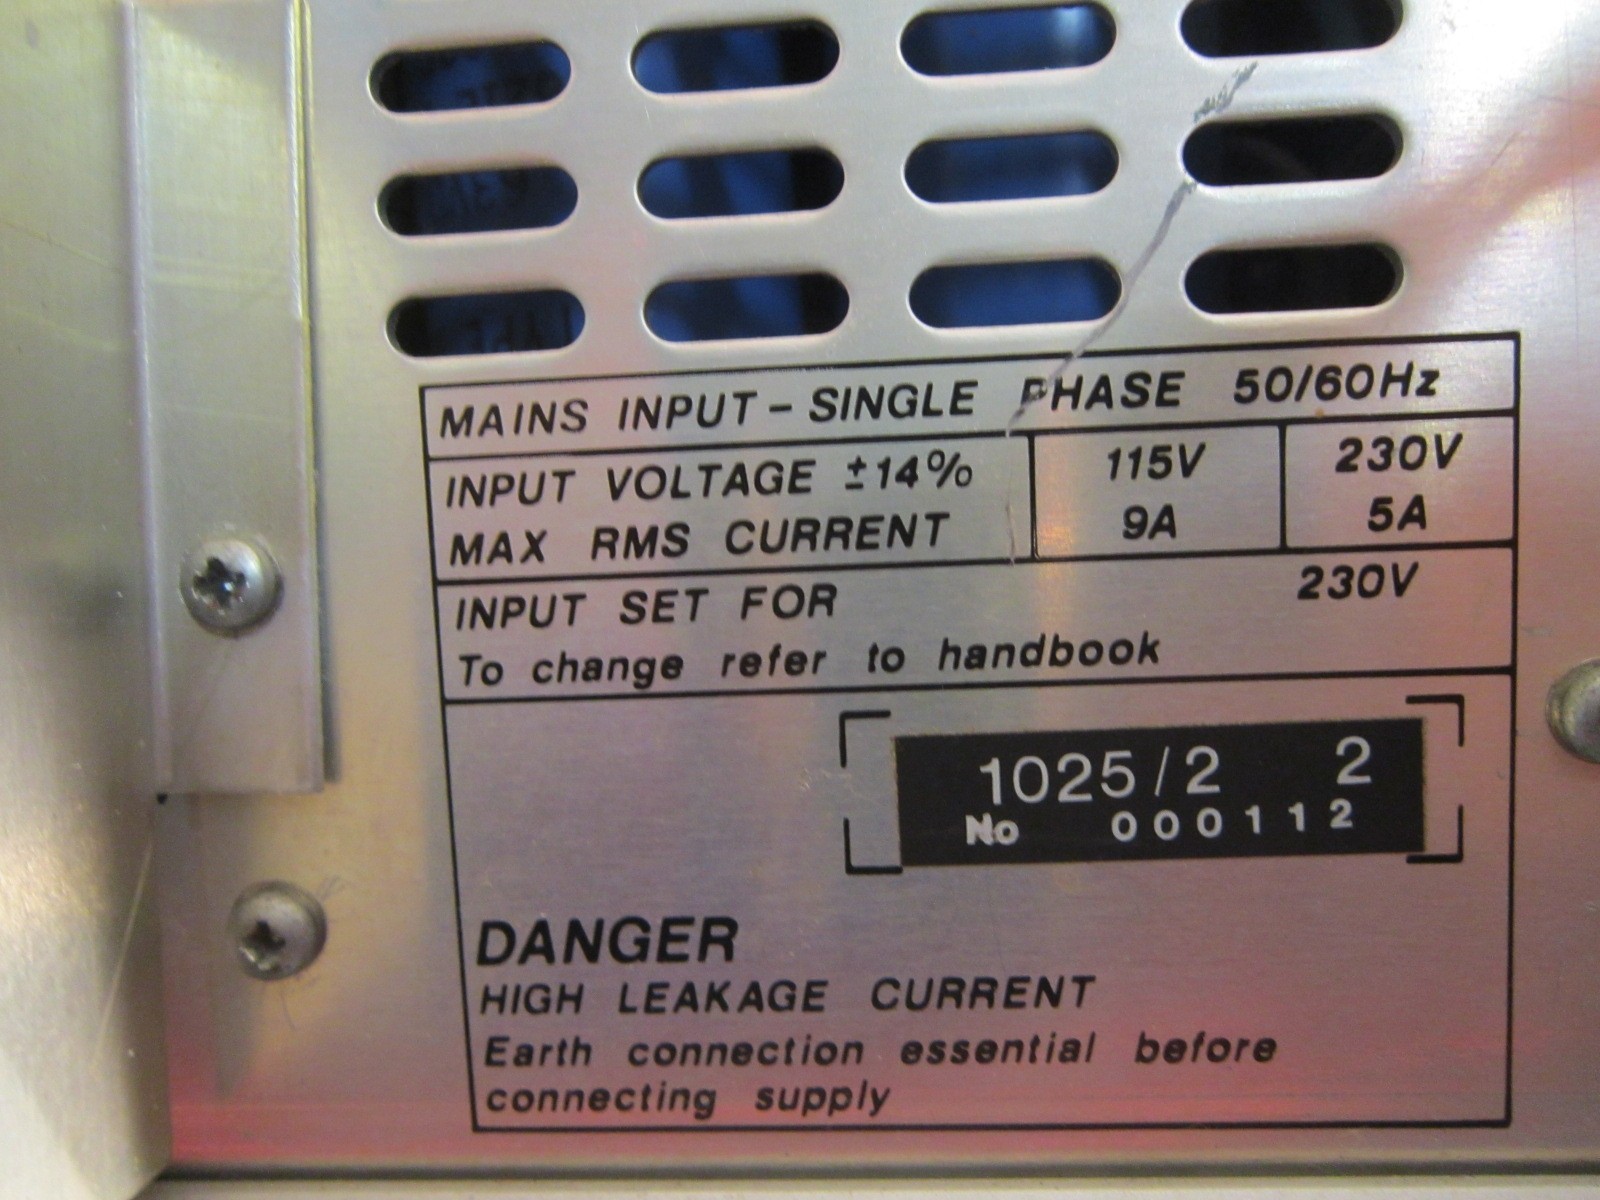 MAINS INPUT – SINGLE PHASE 50/60Hz
INPUT VOLTAGE ±14% 115V 230V
MAX RMS CURRENT 9A 5A
INPUT SET FOR 230V
To change refer to handbook
1025/2 2
No 000112
DANGER
HIGH LEAKAGE CURRENT
Earth connection essential before
connecting supply